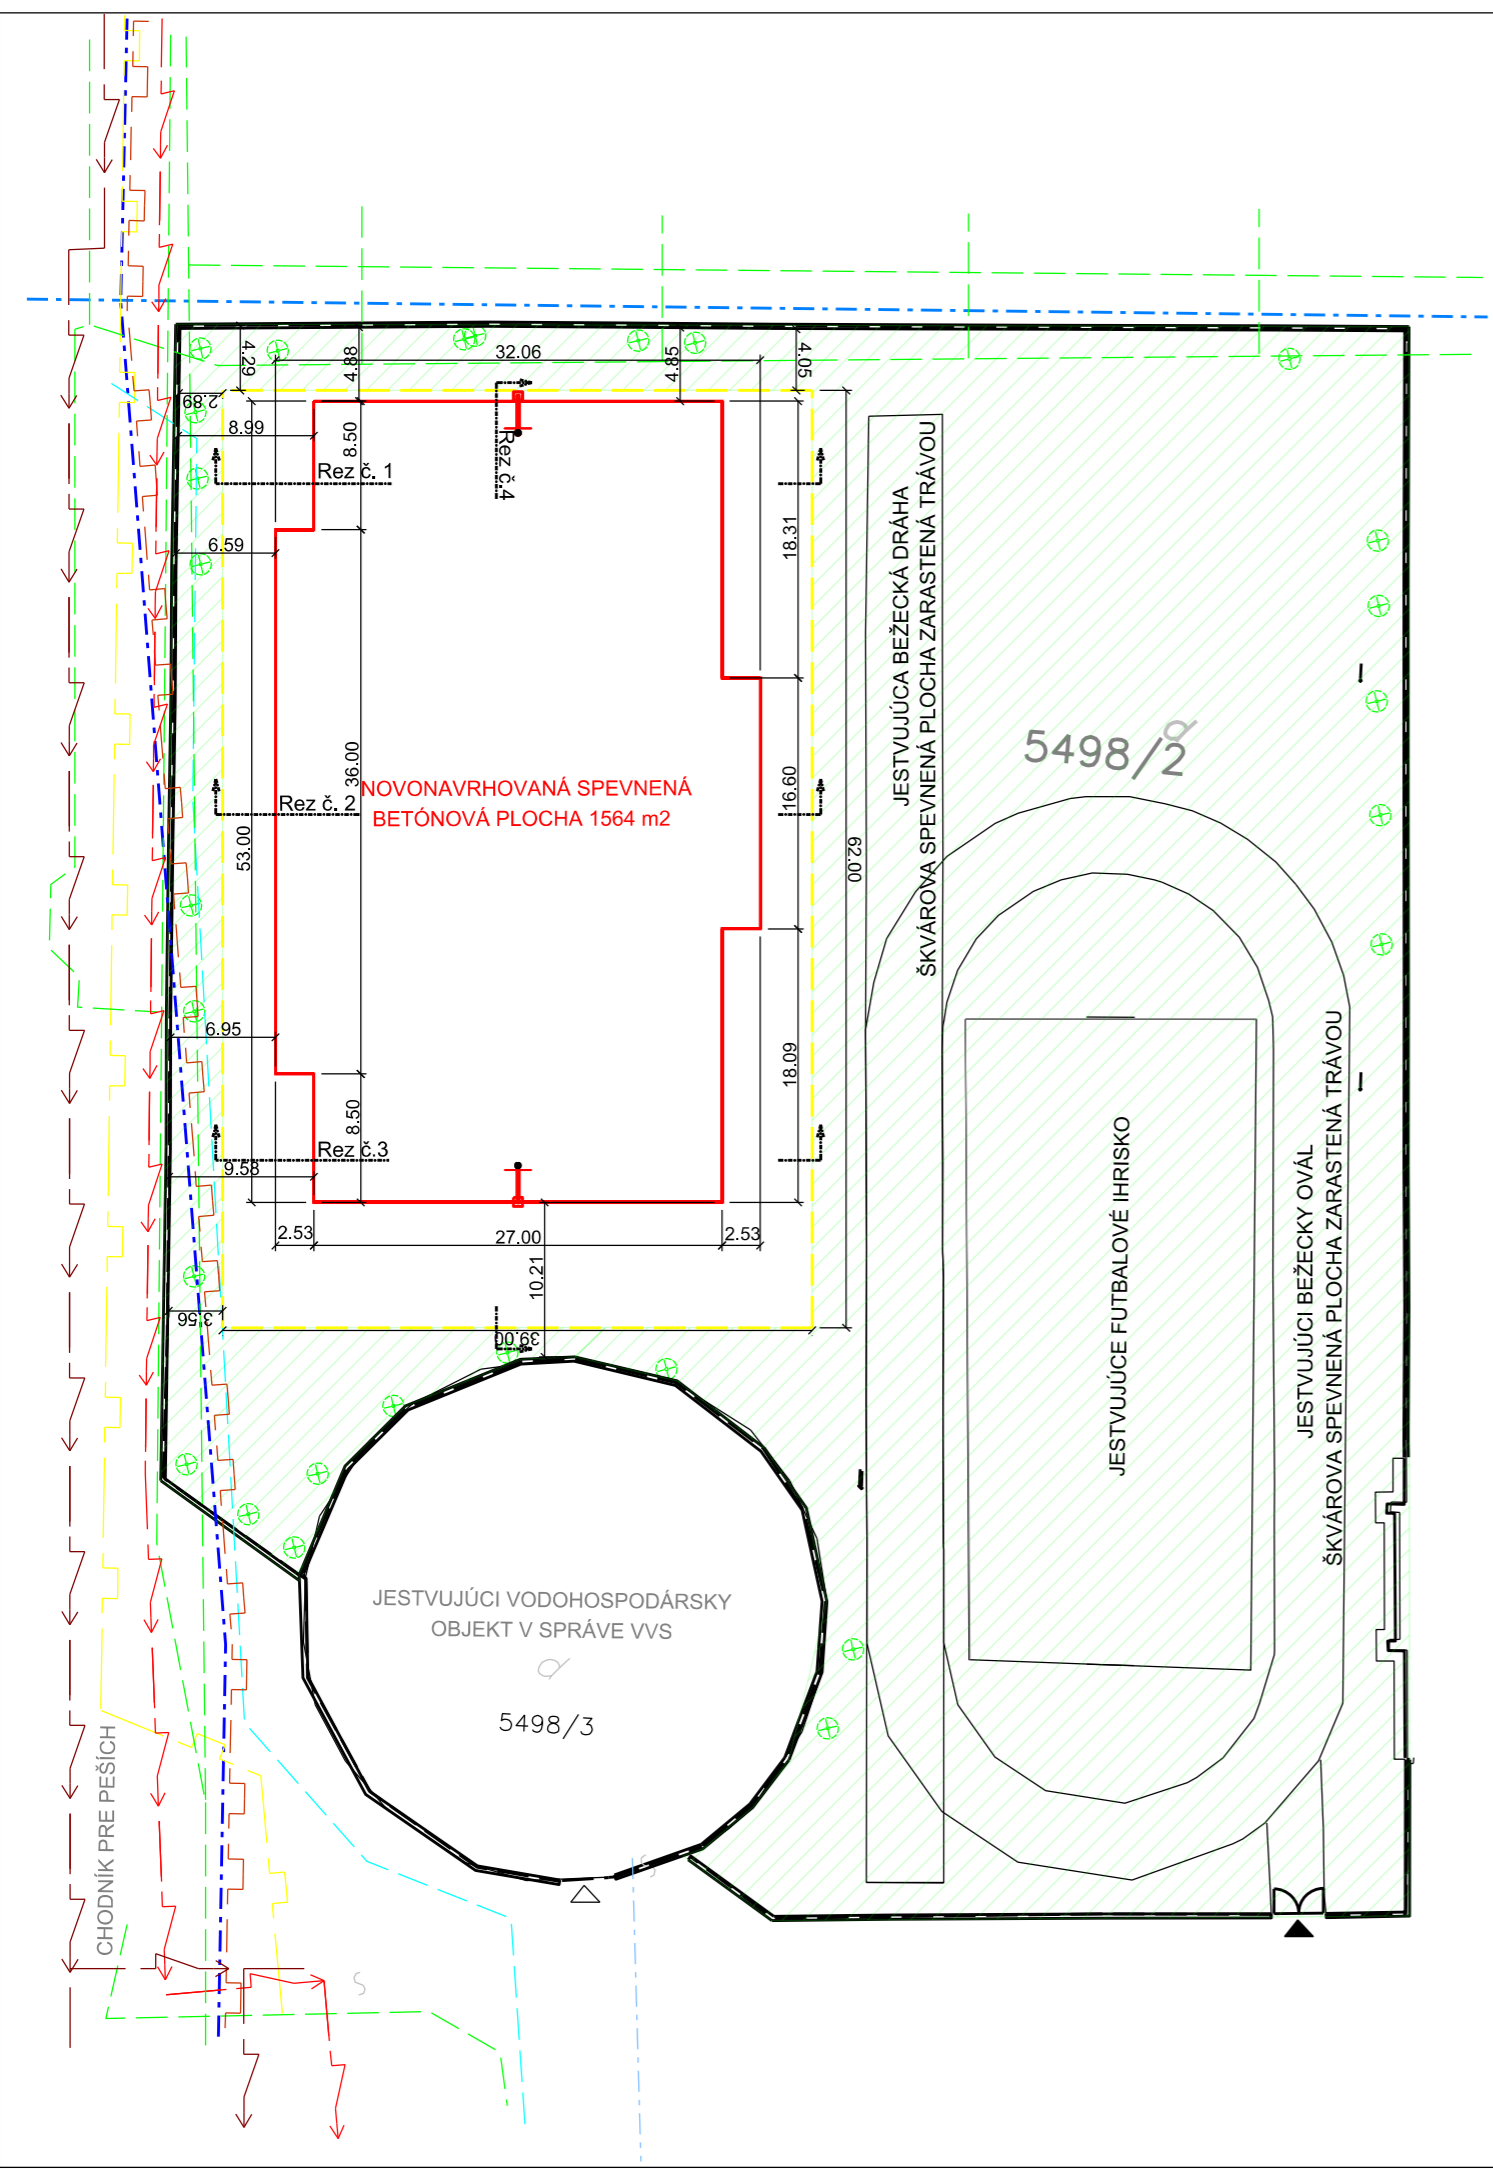 4.29
4.88
32.06
4.85
4.05
2.89
8.99
8.50
Rez č. 1
Rez č.4
6.59
18.31
JESTVUJÚCA BEŽECKÁ DRÁHA
ŠKVÁROVA SPEVNENÁ PLOCHA ZARASTENÁ TRÁVOU
5498/2
36.00
NOVONAVRHOVANÁ SPEVNENÁ
BETÓNOVÁ PLOCHA 1564 m2
Rez č. 2
16.60
53.00
62.00
6.95
18.09
8.50
Rez č.3
9.58
2.53
27.00
2.53
10.21
3.56
39.00
JESTVUJÚCE FUTBALOVÉ IHRISKO
JESTVUJÚCI BEŽECKY OVÁL
ŠKVÁROVA SPEVNENÁ PLOCHA ZARASTENÁ TRÁVOU
JESTVUJÚCI VODOHOSPODÁRSKY
OBJEKT V SPRÁVE VVS
5498/3
CHODNÍK PRE PEŠÍCH